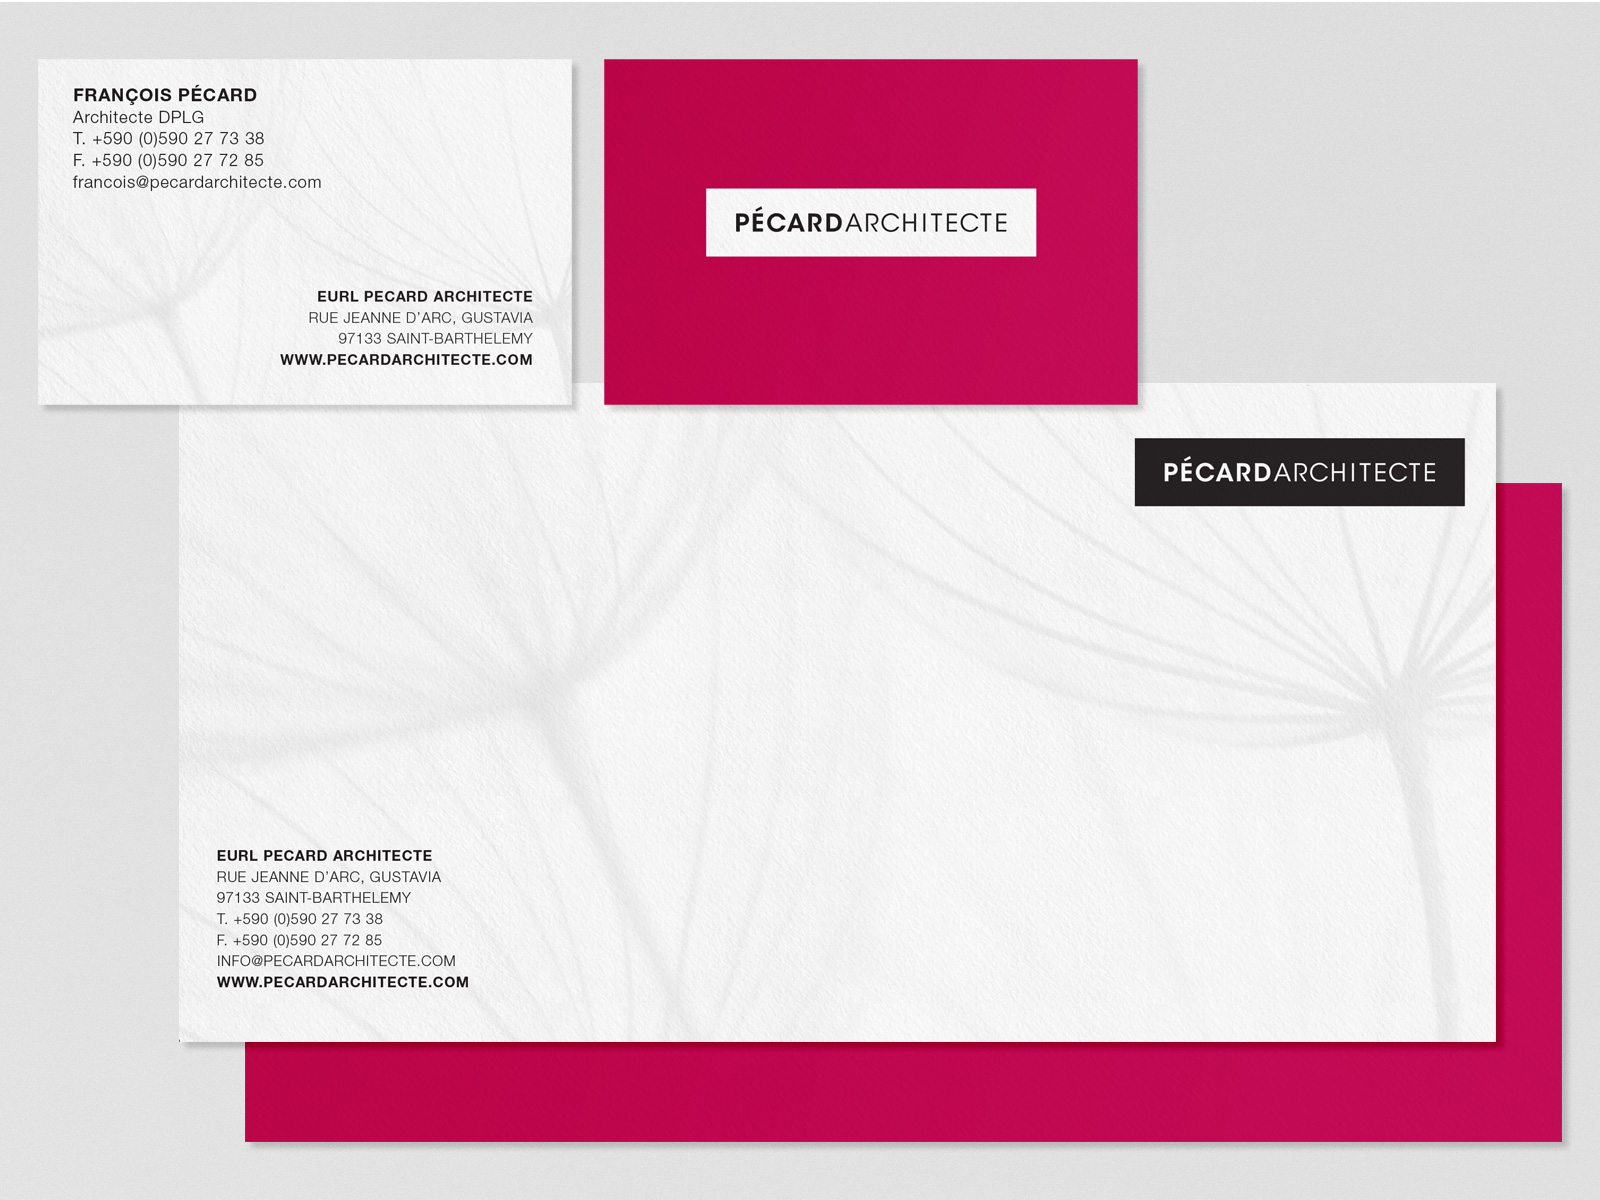 FRANÇOIS PÉCARD
Architecte DPLG
T. +590 (0)590 27 73 38
F. +590 (0)590 27 72 85
francois@pecardarchitecte.com
EURL PECARD ARCHITECTE
RUE JEANNE D'ARC, GUSTAVIA
97133 SAINT-BARTHELEMY
WWW.PECARDARCHITECTE.COM
PÉCARDARCHITECTE
PÉCARDARCHITECTE
EURL PECARD ARCHITECTE
RUE JEANNE D'ARC, GUSTAVIA
97133 SAINT-BARTHELEMY
T. +590 (0)590 27 73 38
F. +590 (0)590 27 72 85
INFO@PECARDARCHITECTE.COM
WWW.PECARDARCHITECTE.COM